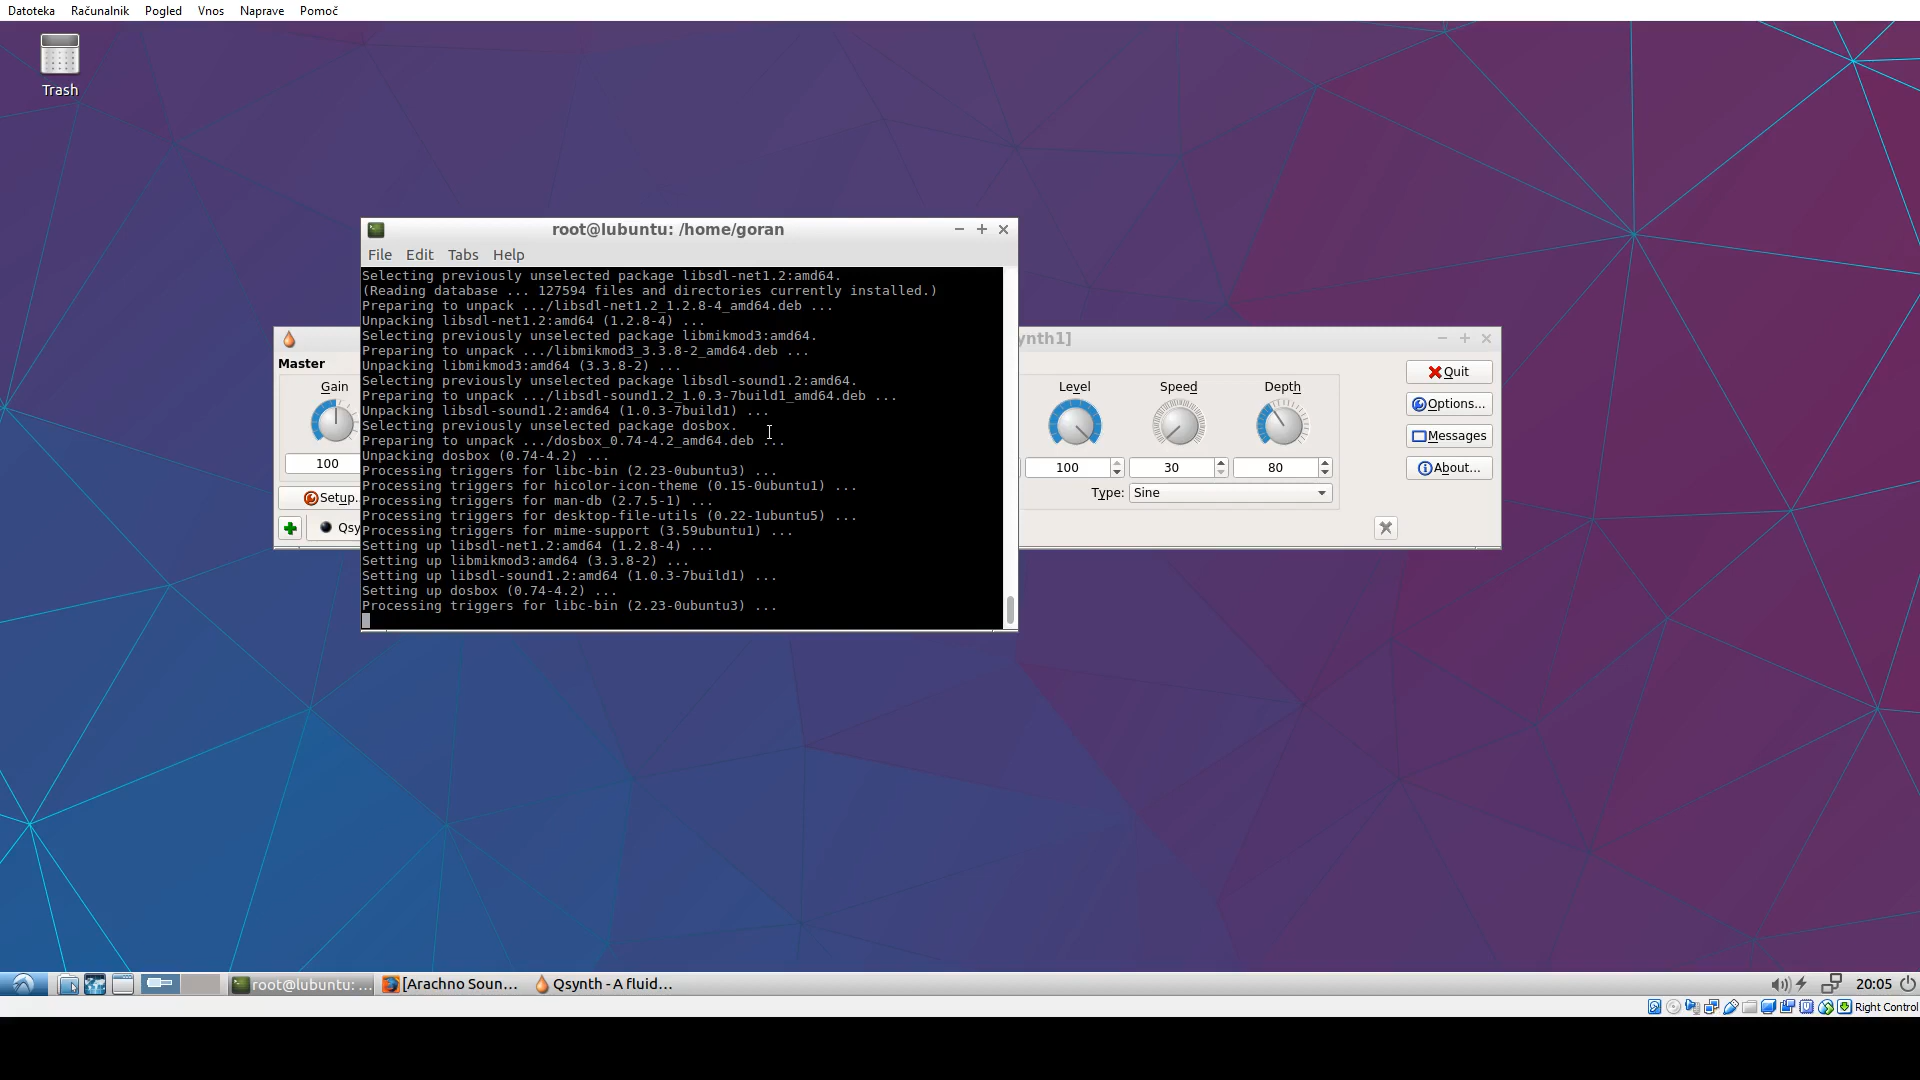 Datoteka Računalnik Pogled Vnos Naprave Pomoč
Trash
root@lubuntu: /home/goran
File Edit Tabs Help
Selecting previously unselected package libsdl-net1.2:amd64.
(Reading database ... 127594 files and directories currently installed.)
Preparing to unpack .../libsdl-net1.2_1.2.8-4_amd64.deb ...
Unpacking libsdl-net1.2:amd64 (1.2.8-4) ...
Selecting previously unselected package libmikmod3:amd64.
Preparing to unpack .../libmikmod3_3.3.8-2_amd64.deb ...
Unpacking libmikmod3:amd64 (3.3.8-2) ...
Selecting previously unselected package libsdl-sound1.2:amd64.
Preparing to unpack .../libsdl-sound1.2_1.0.3-7build1_amd64.deb ...
Unpacking libsdl-sound1.2:amd64 (1.0.3-7build1) ...
Selecting previously unselected package dosbox.
Preparing to unpack .../dosbox_0.74-4.2_amd64.deb ...
Unpacking dosbox (0.74-4.2) ...
Processing triggers for libc-bin (2.23-0ubuntu3) ...
Processing triggers for hicolor-icon-theme (0.15-0ubuntu1) ...
Processing triggers for man-db (2.7.5-1) ...
Processing triggers for desktop-file-utils (0.22-1ubuntu5) ...
Processing triggers for mime-support (3.59ubuntu1) ...
Setting up libsdl-net1.2:amd64 (1.2.8-4) ...
Setting up libmikmod3:amd64 (3.3.8-2) ...
Setting up libsdl-sound1.2:amd64 (1.0.3-7build1) ...
Setting up dosbox (0.74-4.2) ...
Processing triggers for libc-bin (2.23-0ubuntu3) ...
Master
Gain
100
Setup.
Qsy
ynth1]
Level Speed Depth
100 30 80
Type: Sine
Quit
Options...
Messages
About...
root@lubuntu: ... [Arachno Soun... Qsynth - A fluid... 20:05
Right Control